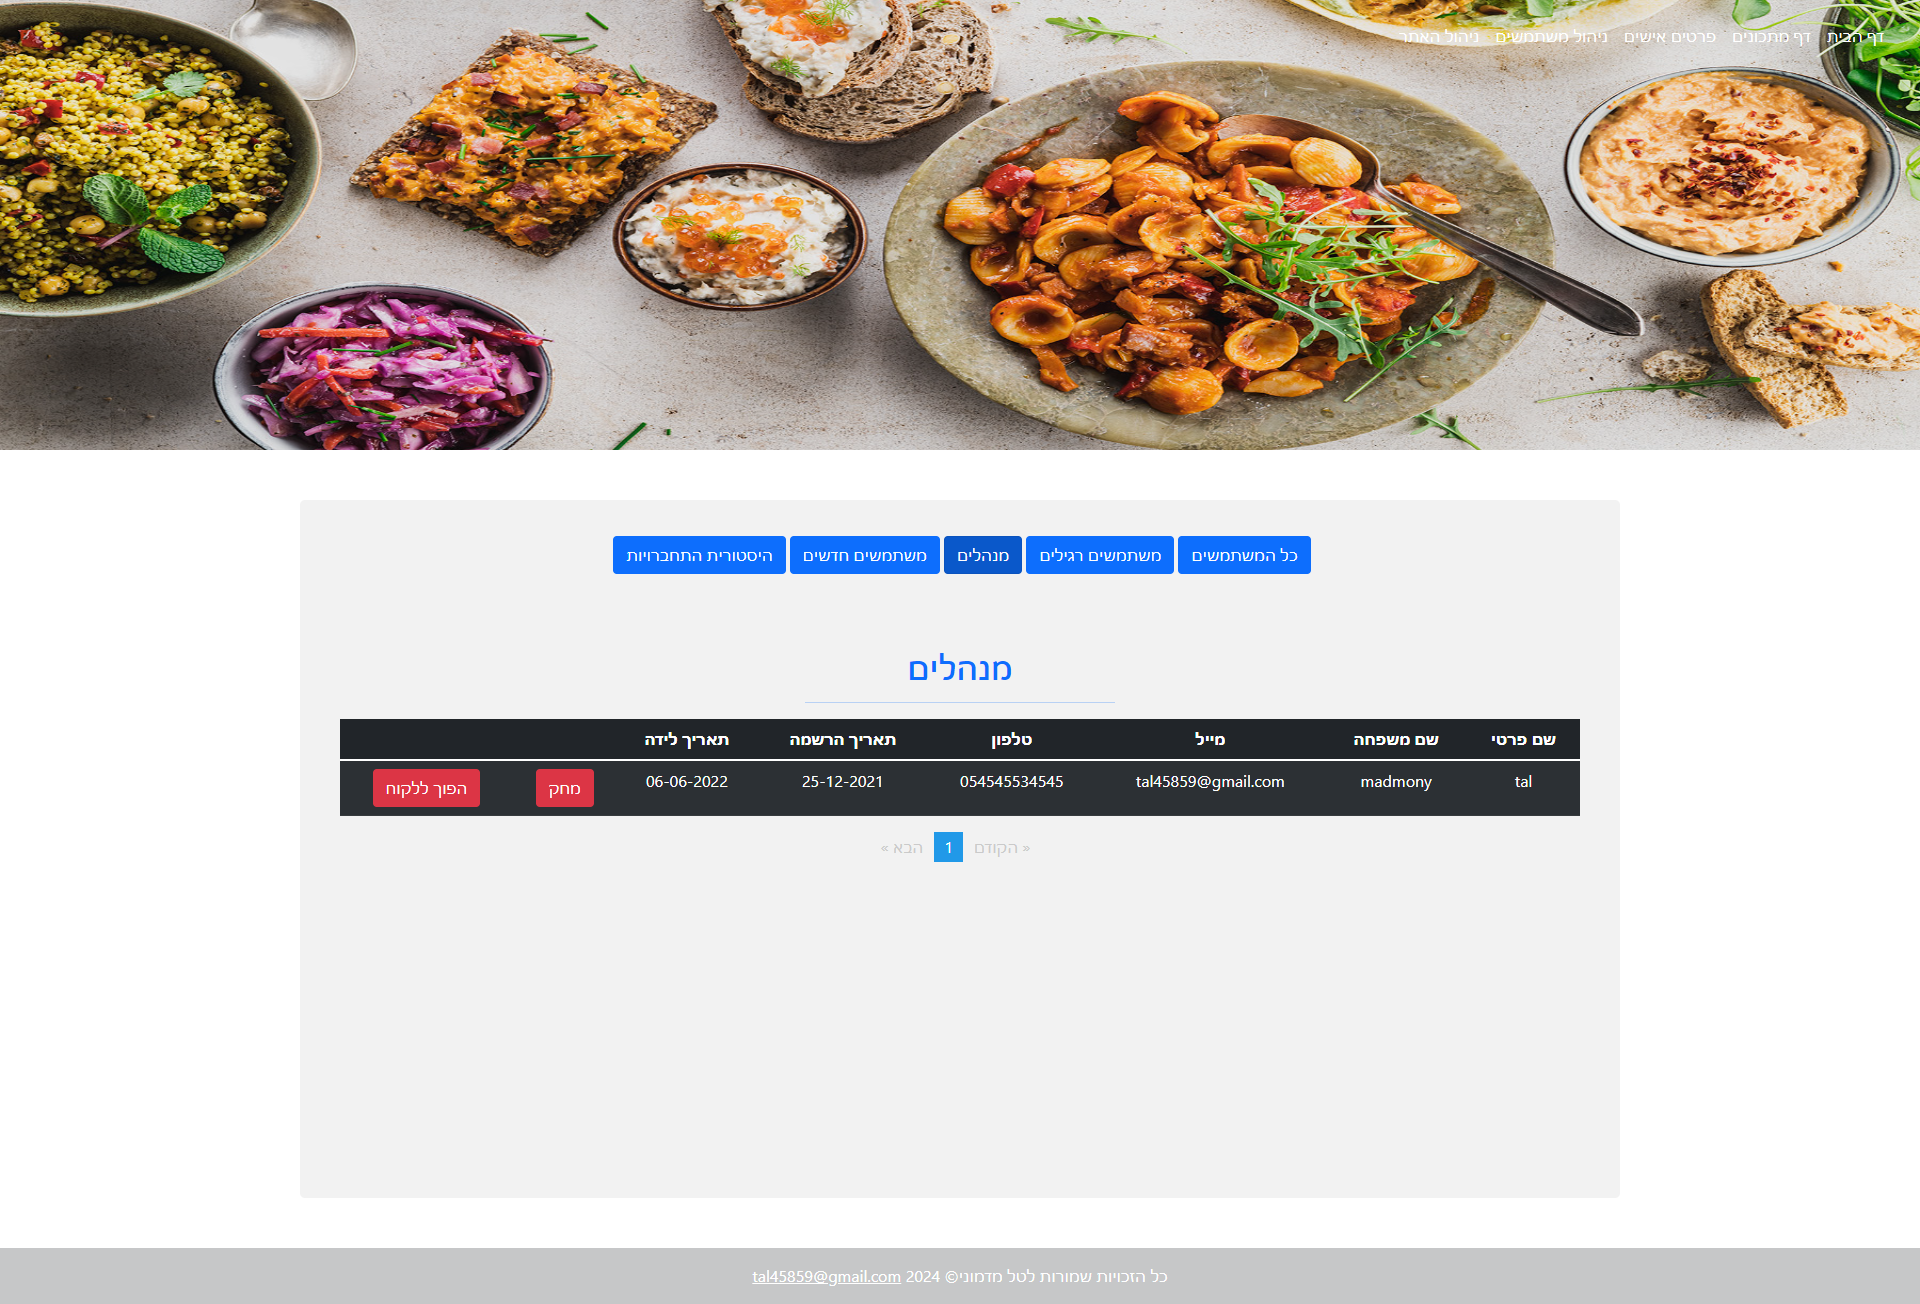 דף הבית דף מתכונים פרטים אישים ניהול משתמשים ניהול האתר
כל המשתמשים משתמשים רגילים מנהלים משתמשים חדשים היסטורית התחברויות
מנהלים
שם פרטי שם משפחה מייל טלפון תאריך הרשמה תאריך לידה
tal madmony tal45859@gmail.com 054545534545 25-12-2021 06-06-2022 מחק הפוך ללקוח
« הקודם 1 הבא »
כל הזכויות שמורות לטל מדמוני© 2024 tal45859@gmail.com